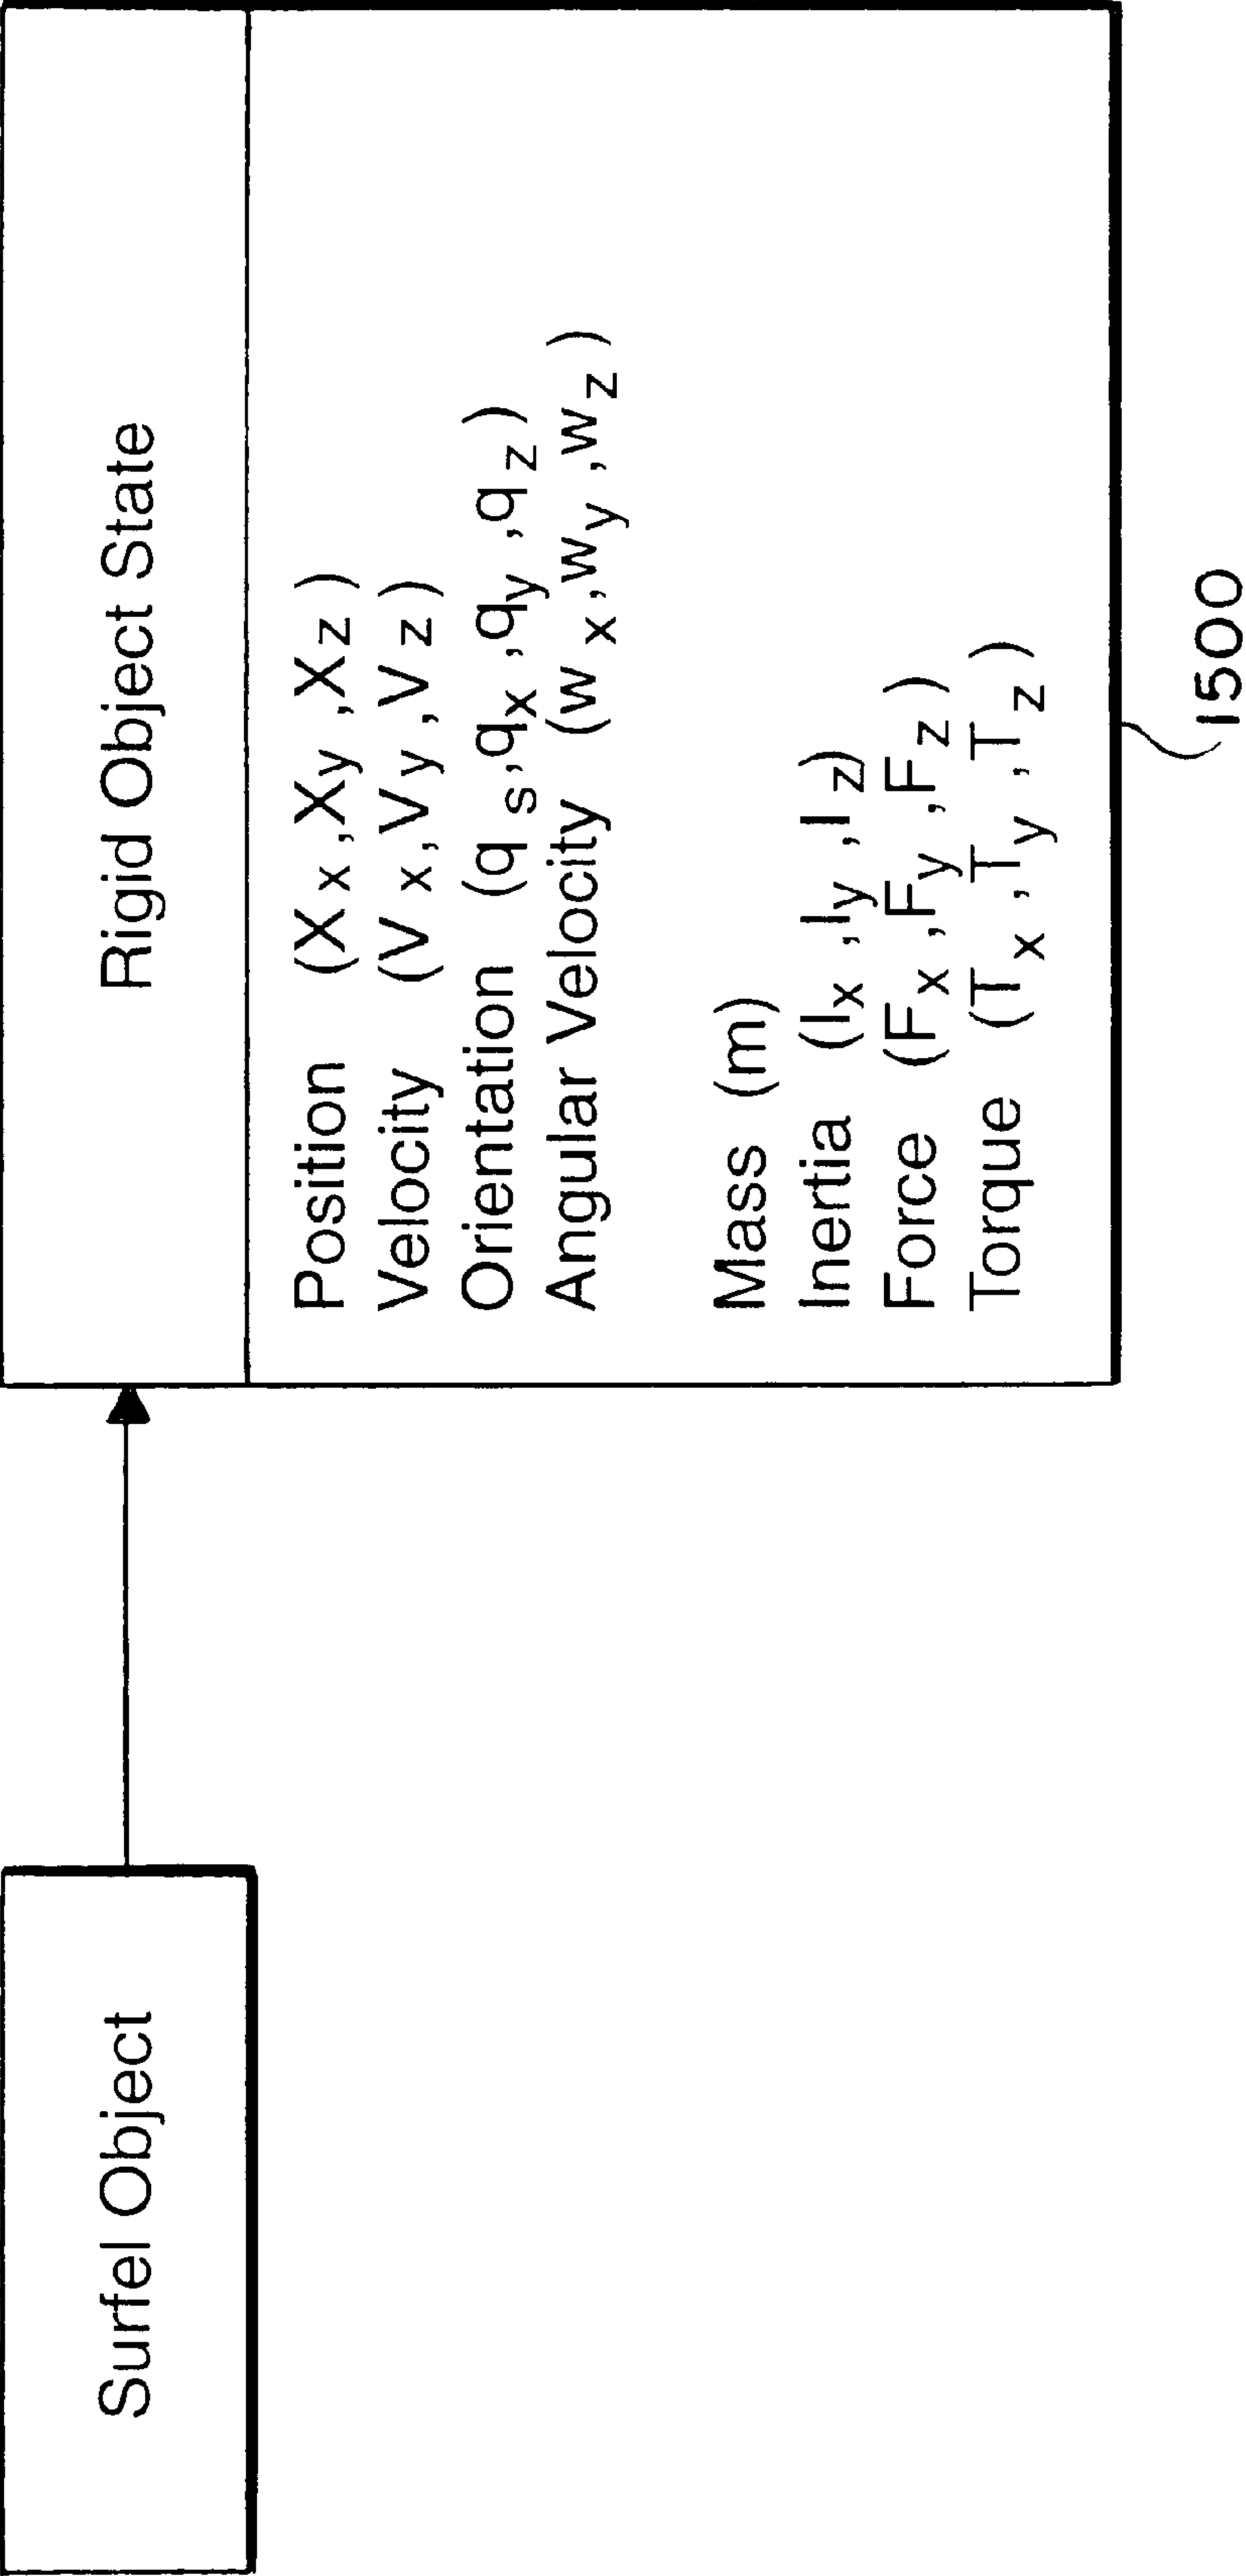 Surfel Object
Rigid Object State
Position (Xx,Xy,Xz)
Velocity (Vx,Vy,Vz)
Orientation (qs,qx,qy,qz)
Angular Velocity (wx,wy,wz)
Mass (m)
Inertia (Ix,Iy,Iz)
Force (Fx,Fy,Fz)
Torque (Tx,Ty,Tz)
1500